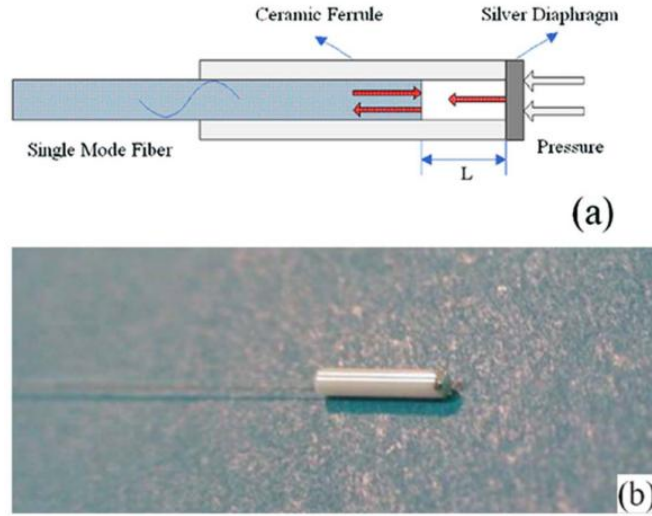 Ceramic Ferrule
Silver Diaphragm
Single Mode Fiber
Pressure
L
(a)
(b)